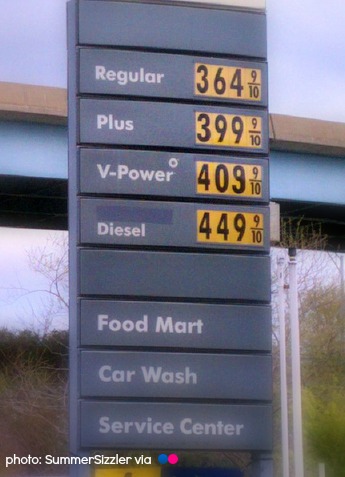 Regular 364 9/10
Plus 399 9/10
V-Power 409 9/10
Diesel 449 9/10
Food Mart
Car Wash
Service Center
photo: SummerSizzler via